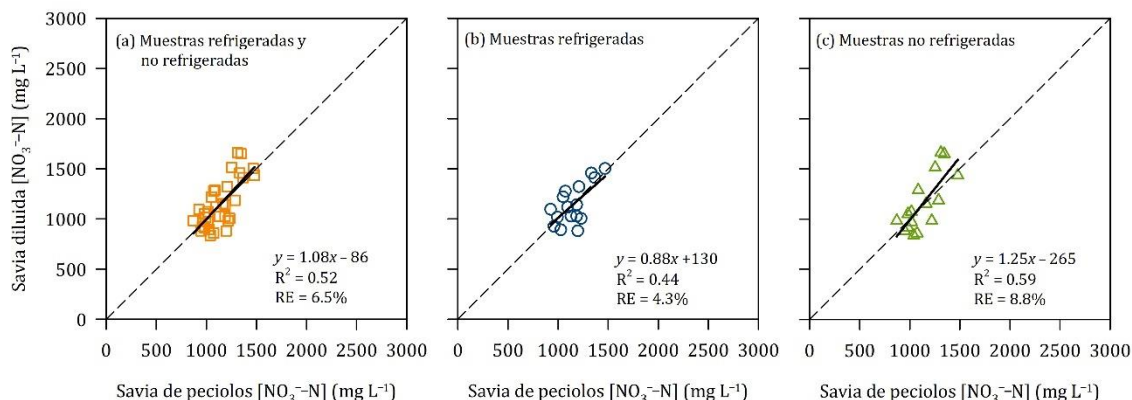 Savia diluida [NO₃⁻–N] (mg L⁻¹)
3000
2500
2000
1500
1000
500
0
(a) Muestras refrigeradas y
no refrigeradas
y = 1.08x – 86
R² = 0.52
RE = 6.5%
0 500 1000 1500 2000 2500 3000
Savia de peciolos [NO₃⁻–N] (mg L⁻¹)
(b) Muestras refrigeradas
y = 0.88x +130
R² = 0.44
RE = 4.3%
0 500 1000 1500 2000 2500 3000
Savia de peciolos [NO₃⁻–N] (mg L⁻¹)
(c) Muestras no refrigeradas
y = 1.25x – 265
R² = 0.59
RE = 8.8%
0 500 1000 1500 2000 2500 3000
Savia de peciolos [NO₃⁻–N] (mg L⁻¹)